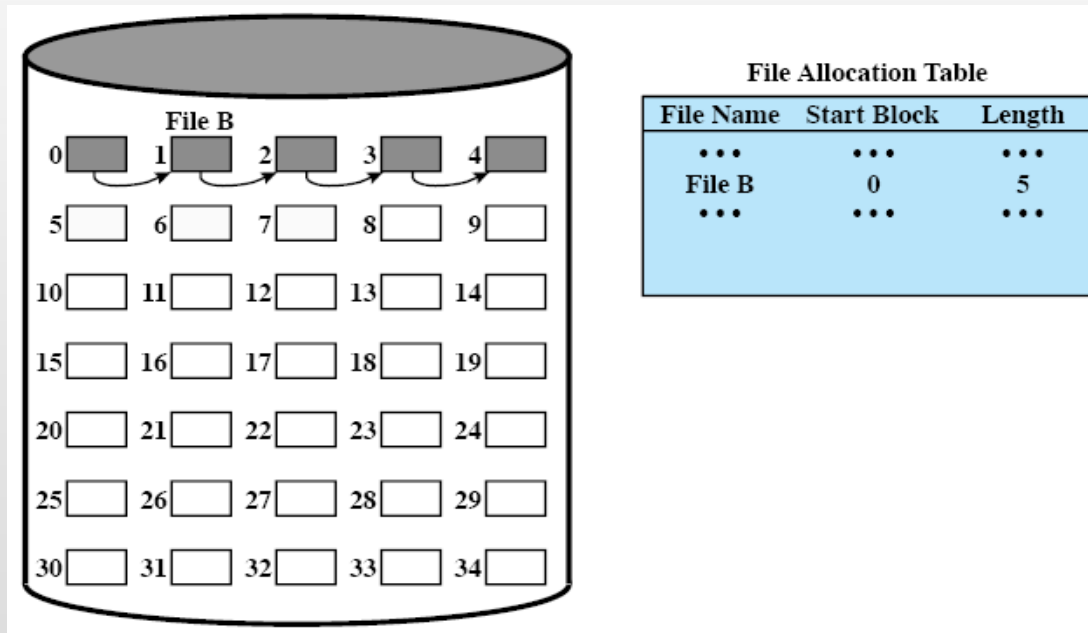 File B
0 1 2 3 4
5 6 7 8 9
10 11 12 13 14
15 16 17 18 19
20 21 22 23 24
25 26 27 28 29
30 31 32 33 34
File Allocation Table
File Name Start Block Length
••• ••• •••
File B 0 5
••• ••• •••